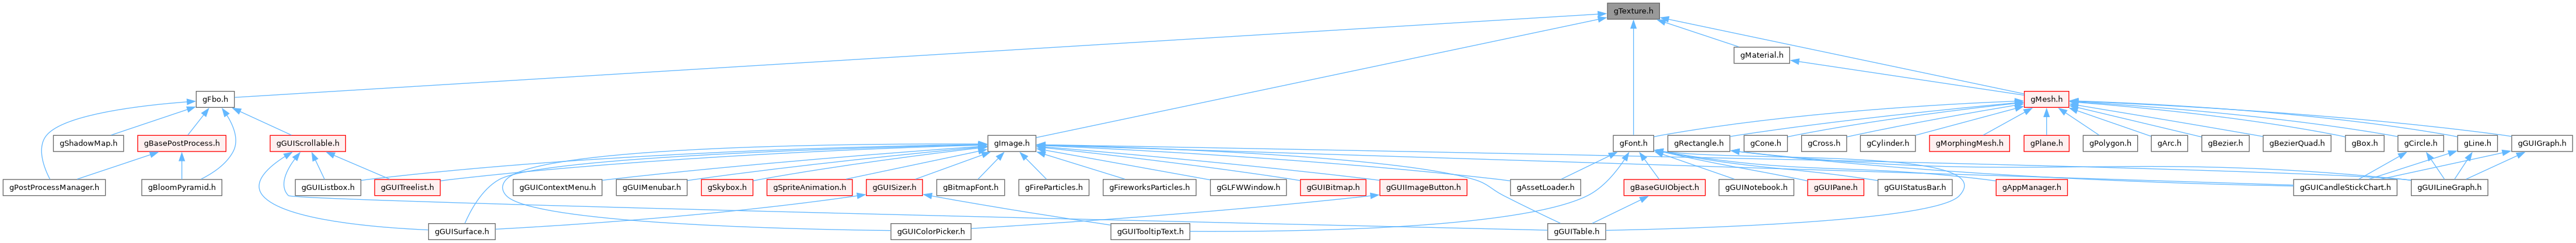 gTexture.h
gMaterial.h
gFbo.h
gMesh.h
gShadowMap.h
gBasePostProcess.h
gGUIScrollable.h
gImage.h
gFont.h
gRectangle.h
gCone.h
gCross.h
gCylinder.h
gMorphingMesh.h
gPlane.h
gPolygon.h
gArc.h
gBezier.h
gBezierQuad.h
gBox.h
gCircle.h
gLine.h
gGUIGraph.h
gPostProcessManager.h
gBloomPyramid.h
gGUIListbox.h
gGUITreelist.h
gGUIContextMenu.h
gGUIMenubar.h
gSkybox.h
gSpriteAnimation.h
gGUISizer.h
gBitmapFont.h
gFireParticles.h
gFireworksParticles.h
gGLFWWindow.h
gGUIBitmap.h
gGUIImageButton.h
gAssetLoader.h
gBaseGUIObject.h
gGUINotebook.h
gGUIPane.h
gGUIStatusBar.h
gAppManager.h
gGUICandleStickChart.h
gGUILineGraph.h
gGUISurface.h
gGUIColorPicker.h
gGUITooltipText.h
gGUITable.h